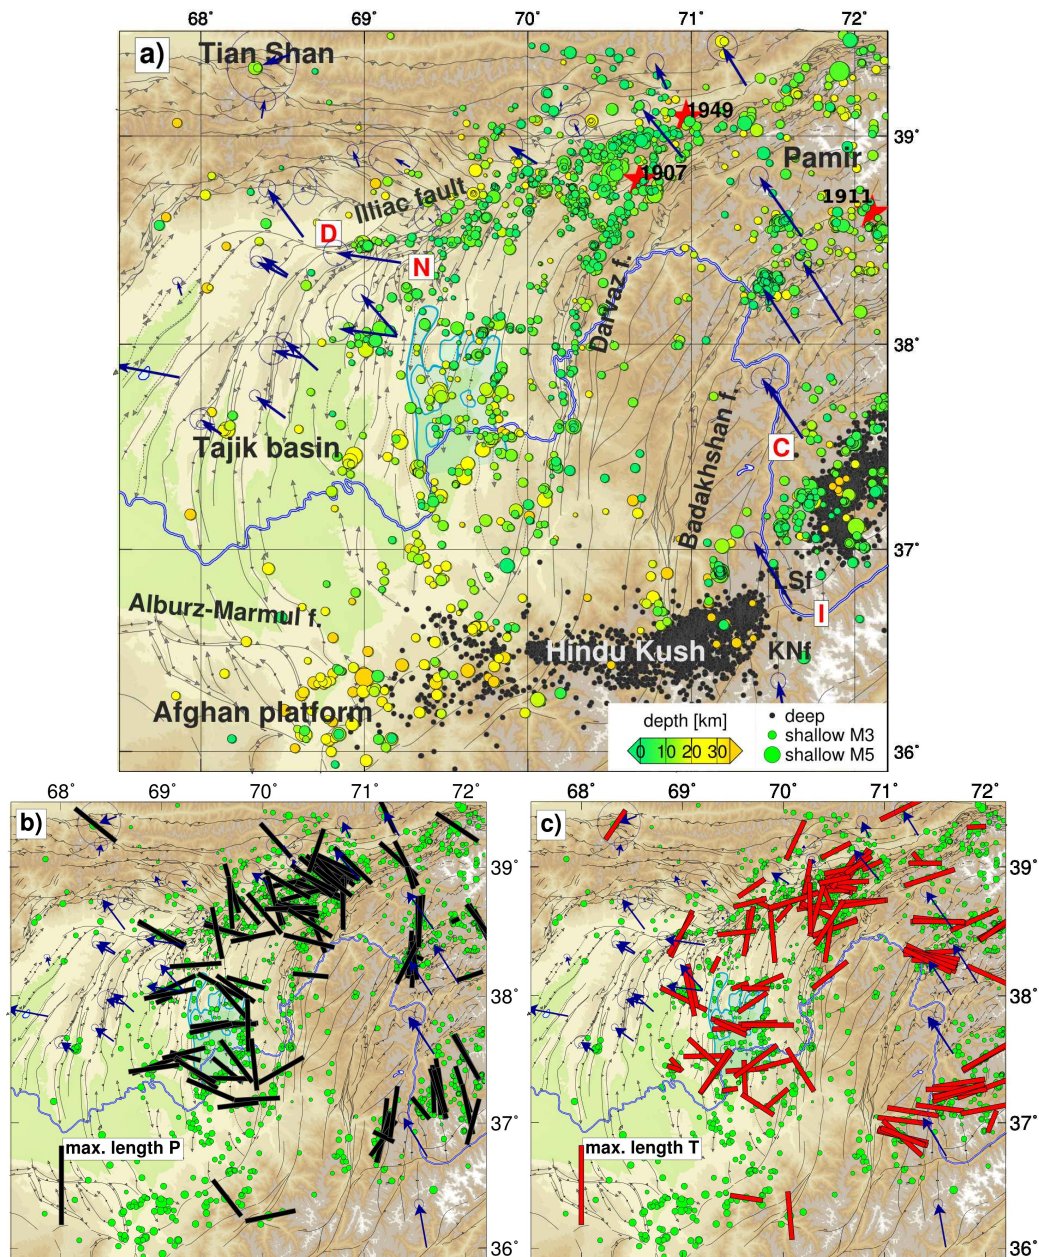 68° 69° 70° 71° 72°
a)
Tian Shan
1949
39°
Pamir
1907
1911
Illiac fault
D
N
Darvaz f.
38°
Tajik basin
C
Badakhshan f.
37°
LSf
Alburz-Marmul f.
I
Hindu Kush
KNf
Afghan platform
depth [km]
0 10 20 30
deep
shallow M3
shallow M5
36°
68° 69° 70° 71° 72°
b)
39°
38°
37°
max. length P
36°
68° 69° 70° 71° 72°
c)
39°
38°
37°
max. length T
36°